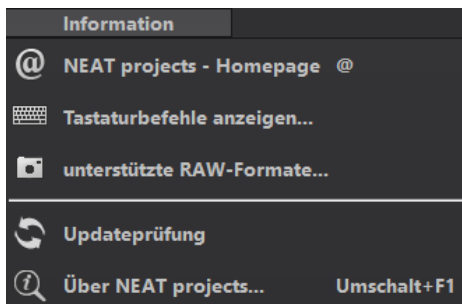 Information
NEAT projects - Homepage @
Tastaturbefehle anzeigen...
unterstützte RAW-Formate...
Updateprüfung
Über NEAT projects... Umschalt+F1